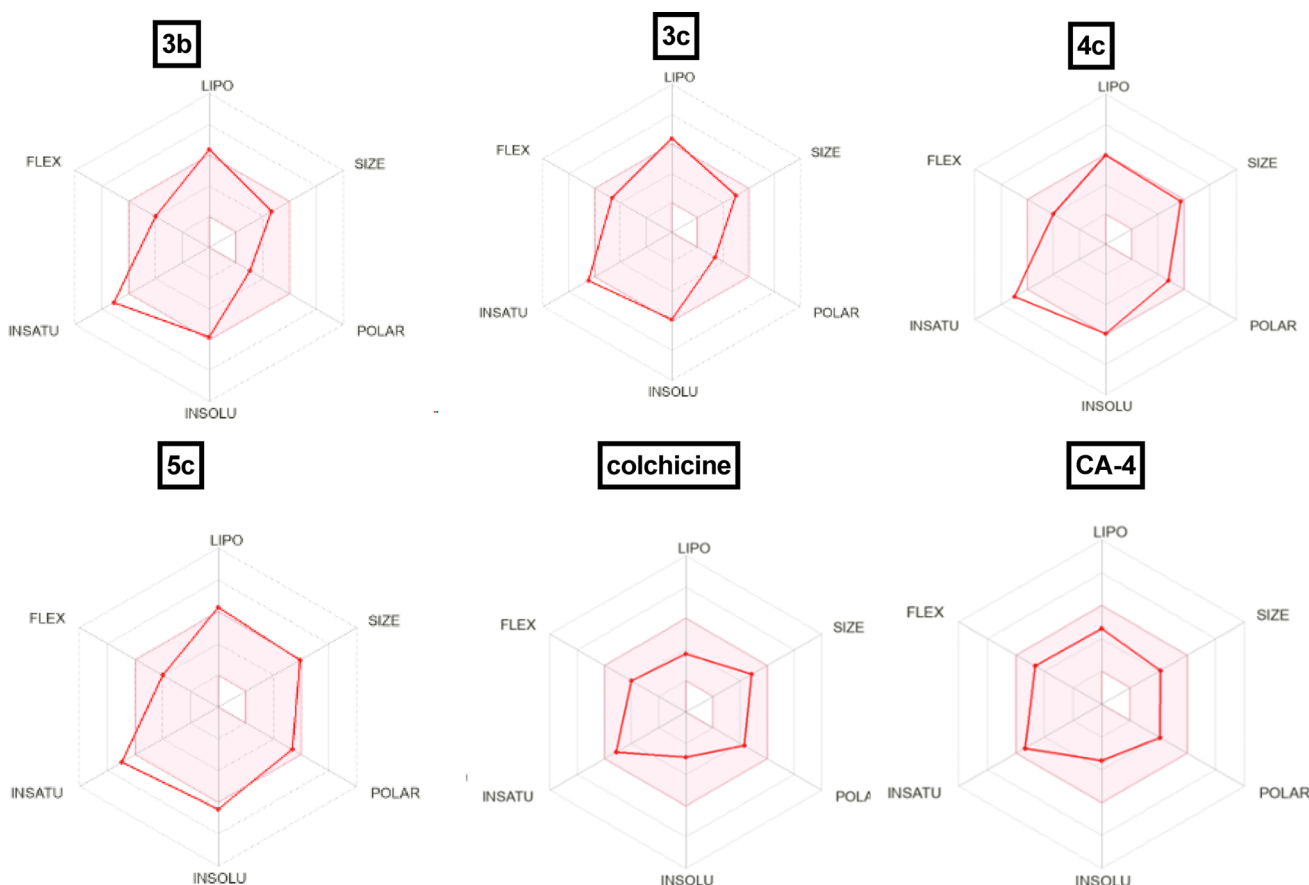 3b
LIPO
FLEX
SIZE
INSATU
POLAR
INSOLU
3c
LIPO
FLEX
SIZE
INSATU
POLAR
INSOLU
4c
LIPO
FLEX
SIZE
INSATU
POLAR
INSOLU
5c
LIPO
FLEX
SIZE
INSATU
POLAR
INSOLU
colchicine
LIPO
FLEX
SIZE
INSATU
POLA
INSOLU
CA-4
LIPO
FLEX
SIZE
INSATU
POLAR
INSOLU